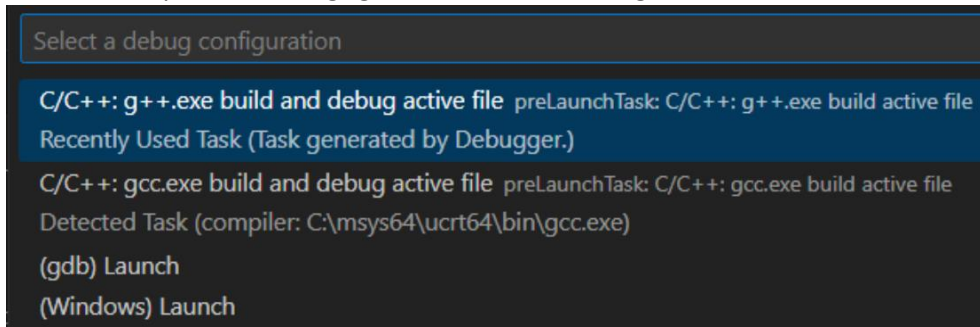 Select a debug configuration
C/C++: g++.exe build and debug active file preLaunchTask: C/C++: g++.exe build active file
Recently Used Task (Task generated by Debugger.)
C/C++: gcc.exe build and debug active file preLaunchTask: C/C++: gcc.exe build active file
Detected Task (compiler: C:\msys64\ucrt64\bin\gcc.exe)
(gdb) Launch
(Windows) Launch